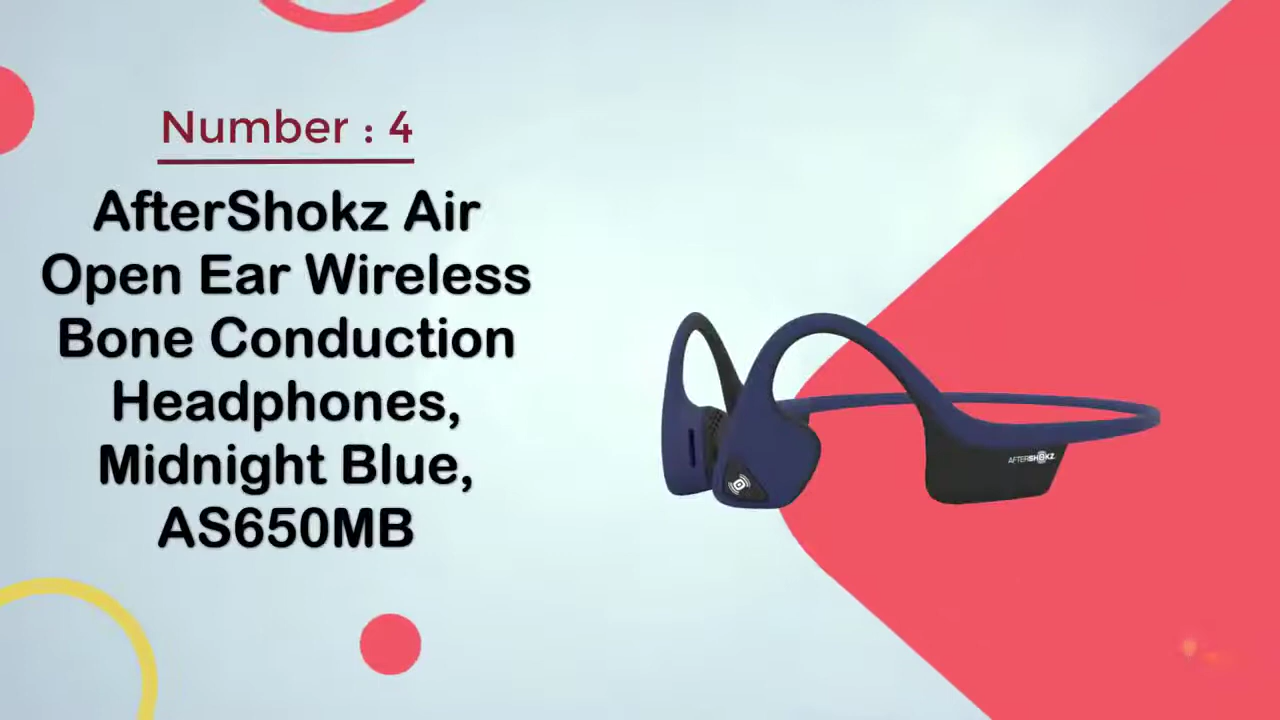 Number : 4
AfterShokz Air
Open Ear Wireless
Bone Conduction
Headphones,
Midnight Blue,
AS650MB
AFTERSHOKZ